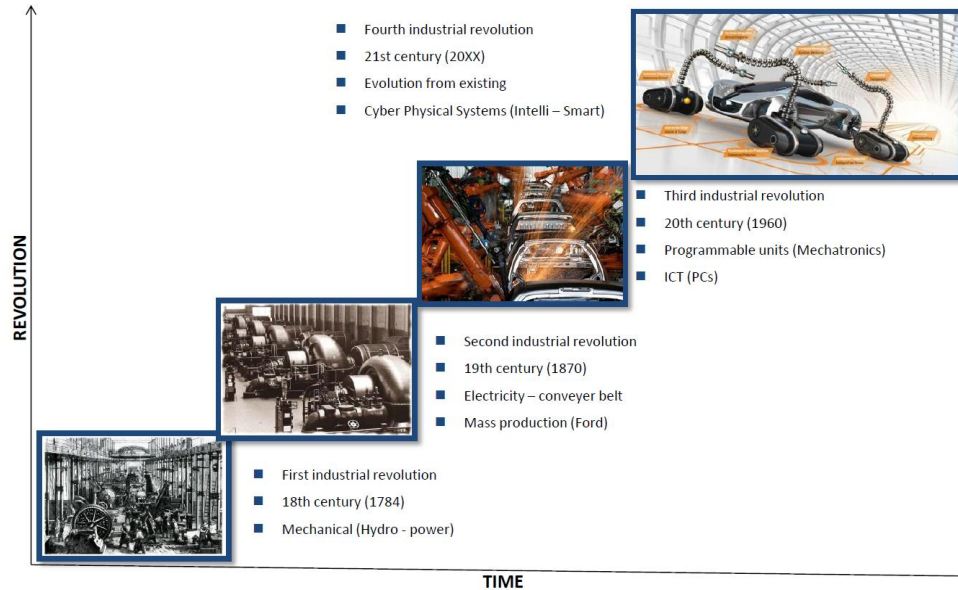 Fourth industrial revolution
21st century (20XX)
Evolution from existing
Cyber Physical Systems (Intelli – Smart)
Third industrial revolution
20th century (1960)
Programmable units (Mechatronics)
ICT (PCs)
Second industrial revolution
19th century (1870)
Electricity – conveyer belt
Mass production (Ford)
First industrial revolution
18th century (1784)
Mechanical (Hydro - power)
REVOLUTION
TIME